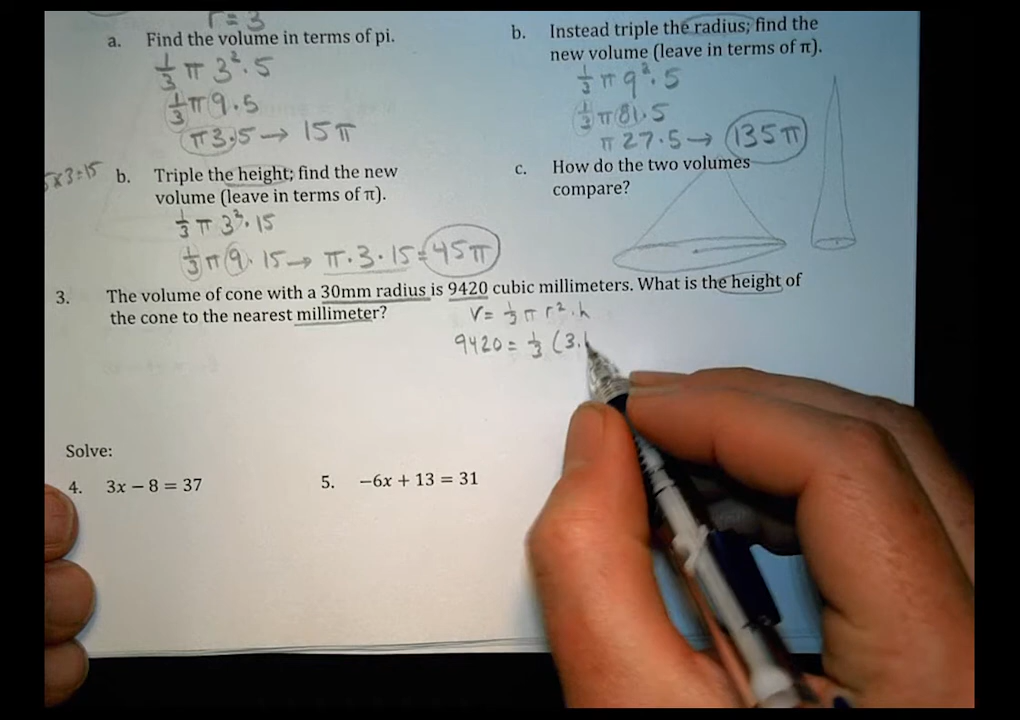 r = 3
a. Find the volume in terms of pi.
1/3 π 3² · 5
1/3 π 9 · 5
π 3 · 5 → 15π
b. Instead triple the radius; find the
new volume (leave in terms of π).
1/3 π 9² · 5
1/3 π 81 · 5
π 27 · 5 → 135π
5x3=15
b. Triple the height; find the new
volume (leave in terms of π).
1/3 π 3² · 15
1/3 π 9 · 15 → π · 3 · 15 = 45π
c. How do the two volumes
compare?
3. The volume of cone with a 30mm radius is 9420 cubic millimeters. What is the height of
the cone to the nearest millimeter?
V = 1/3 π r² · h
9420 = 1/3 (3.
Solve:
4. 3x − 8 = 37
5. −6x + 13 = 31